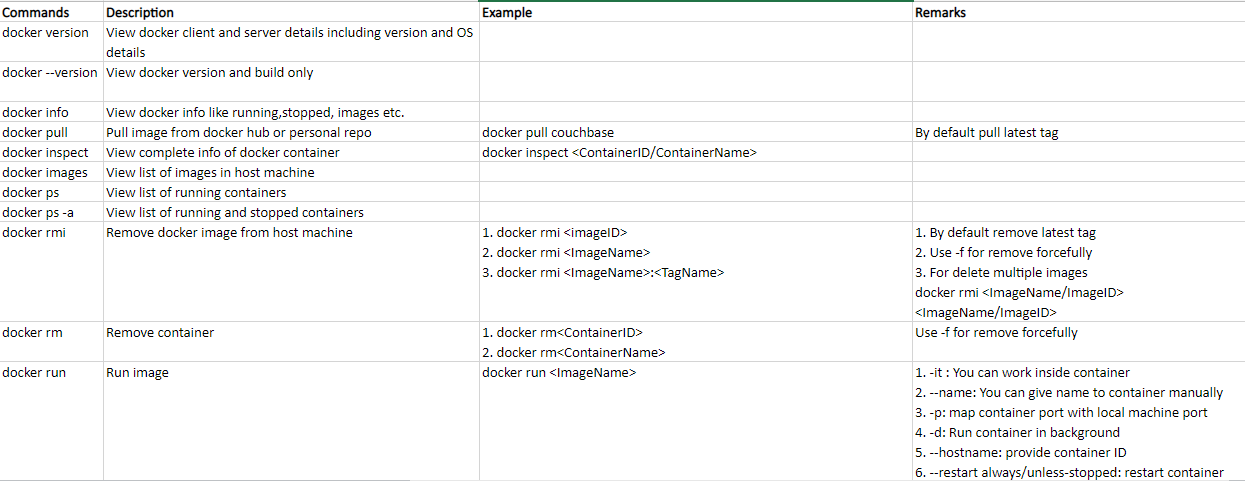 Commands Description Example Remarks
docker version View docker client and server details including version and OS
details
docker --version View docker version and build only
docker info View docker info like running,stopped, images etc.
docker pull Pull image from docker hub or personal repo docker pull couchbase By default pull latest tag
docker inspect View complete info of docker container docker inspect <ContainerID/ContainerName>
docker images View list of images in host machine
docker ps View list of running containers
docker ps -a View list of running and stopped containers
docker rmi Remove docker image from host machine 1. docker rmi <imageID> 1. By default remove latest tag
2. docker rmi <ImageName> 2. Use -f for remove forcefully
3. docker rmi <ImageName>:<TagName> 3. For delete multiple images
docker rmi <ImageName/ImageID>
<ImageName/ImageID>
docker rm Remove container 1. docker rm<ContainerID> Use -f for remove forcefully
2. docker rm<ContainerName>
docker run Run image docker run <ImageName> 1. -it : You can work inside container
2. --name: You can give name to container manually
3. -p: map container port with local machine port
4. -d: Run container in background
5. --hostname: provide container ID
6. --restart always/unless-stopped: restart container